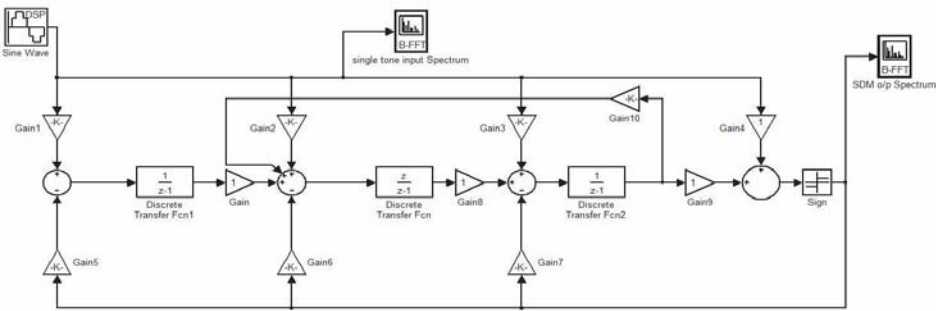 DSP
Sine Wave
B-FFT
single tone input Spectrum
B-FFT
SDM o/p Spectrum
-K-
Gain1
-K-
Gain2
-K-
Gain3
-K-
Gain10
1
Gain4
1
z-1
Discrete
Transfer Fcn1
1
Gain
z
z-1
Discrete
Transfer Fcn
1
Gain8
1
z-1
Discrete
Transfer Fcn2
1
Gain9
Sign
-K-
Gain5
-K-
Gain6
-K-
Gain7